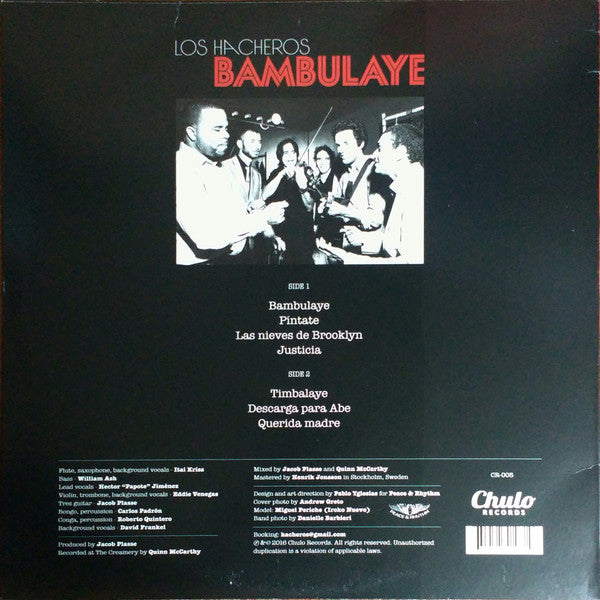 LOS HACHEROS
BAMBULAYE
SIDE 1
Bambulaye
Pintate
Las nieves de Brooklyn
Justicia
SIDE 2
Timbalaye
Descarga para Abe
Querida madre
Flute, saxophone, background vocals · Itai Kriss
Bass · William Ash
Lead vocals · Hector "Papote" Jiménez
Violin, trombone, background vocals · Eddie Venegas
Tres guitar · Jacob Plasse
Bongo, percussion · Carlos Padrón
Conga, percussion · Roberto Quintero
Background vocals · David Frankel
Produced by Jacob Plasse
Recorded at The Creamery by Quinn McCarthy
Mixed by Jacob Plasse and Quinn McCarthy
Mastered by Henrik Jonsson in Stockholm, Sweden
Design and art direction by Pablo Yglesias for Peace & Rhythm
Cover photo by Andrew Greto
Model: Miguel Periche (Iroko Nuevo)
Band photo by Danielle Barbieri
PEACE & RHYTHM
Booking: hacheros@gmail.com
℗ & © 2016 Chulo Records. All rights reserved. Unauthorized
duplication is a violation of applicable laws.
CR-005
Chulo
RECORDS